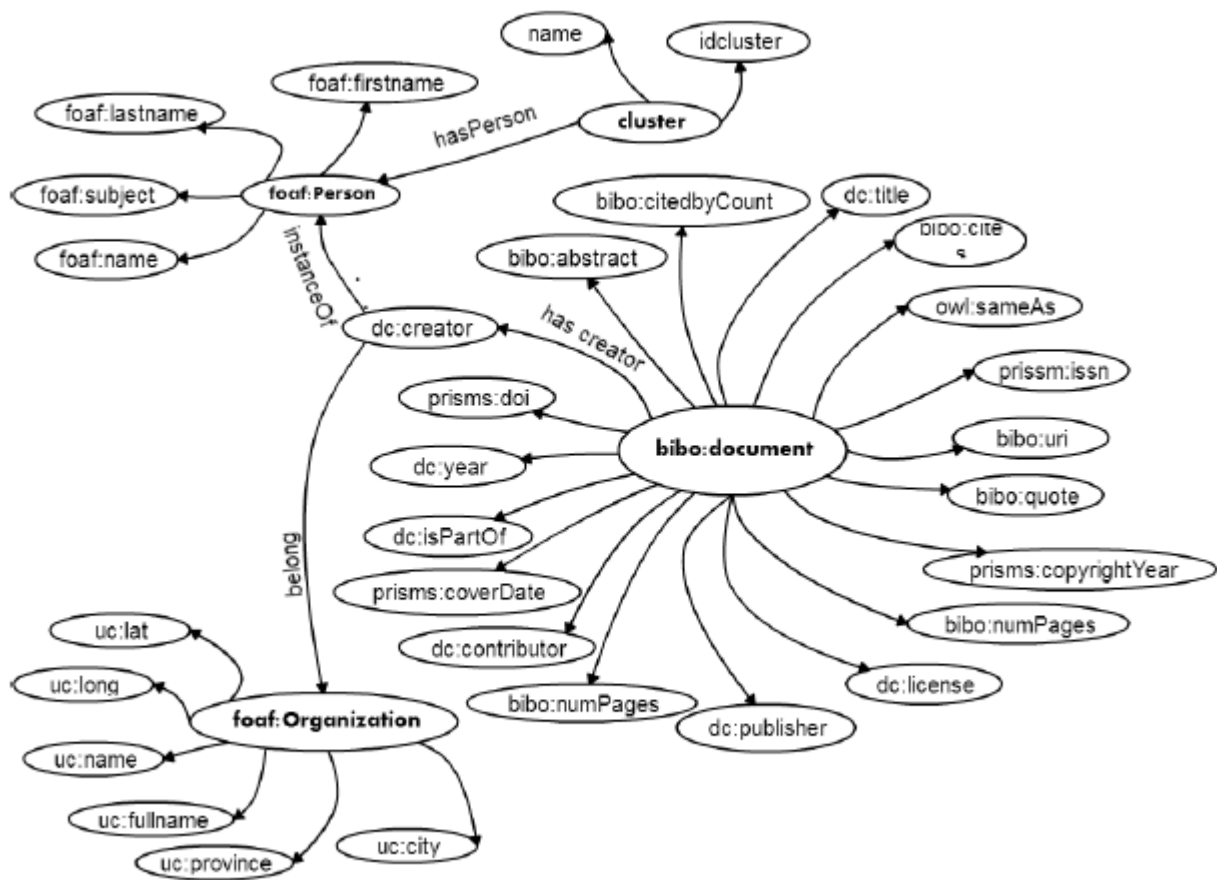 name
idcluster
foaf:firstname
foaf:lastname
hasPerson
cluster
foaf:subject
foaf:Person
bibo:citedbyCount
dc:title
foaf:name
instanceOf
bibo:abstract
bibo:cite
s
owl:sameAs
dc:creator
has creator
prissm:issn
prisms:doi
bibo:document
bibo:uri
dc:year
bibo:quote
dc:isPartOf
belong
prisms:coverDate
prisms:copyrightYear
uc:lat
dc:contributor
bibo:numPages
uc:long
bibo:numPages
dc:license
foaf:Organization
dc:publisher
uc:name
uc:fullname
uc:city
uc:province